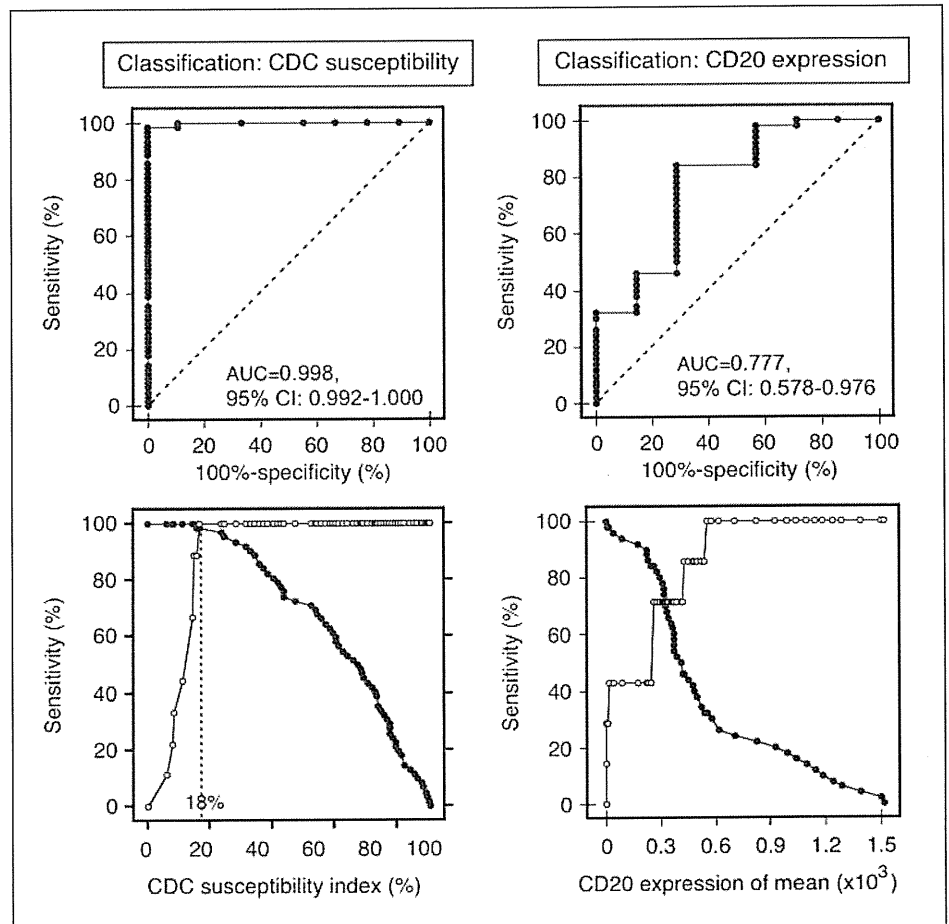 Classification: CDC susceptibility
Classification: CD20 expression
Sensitivity (%)
100
80
60
40
20
0
AUC=0.998,
95% CI: 0.992-1.000
0 20 40 60 80 100
100%-specificity (%)
Sensitivity (%)
100
80
60
40
20
0
AUC=0.777,
95% CI: 0.578-0.976
0 20 40 60 80 100
100%-specificity (%)
Sensitivity (%)
100
80
60
40
20
0
18%
0 20 40 60 80 100
CDC susceptibility index (%)
Sensitivity (%)
100
80
60
40
20
0
0 0.3 0.6 0.9 1.2 1.5
CD20 expression of mean (x10³)